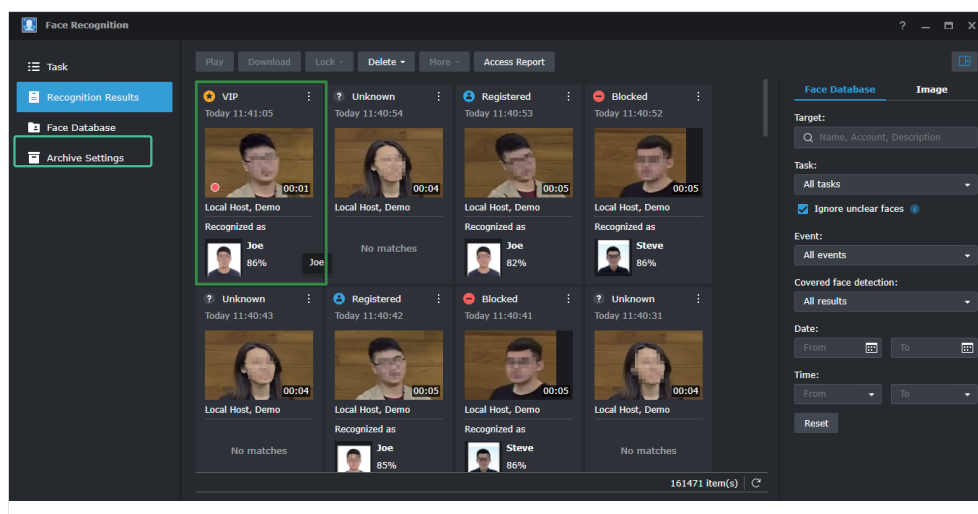 Face Recognition
Task
Recognition Results
Face Database
Archive Settings
Play Download Lock Delete More Access Report
VIP
Today 11:41:05
00:01
Local Host, Demo
Recognized as
Joe
86%
Joe
Unknown
Today 11:40:54
00:04
Local Host, Demo
No matches
Registered
Today 11:40:53
00:05
Local Host, Demo
Recognized as
Joe
82%
Blocked
Today 11:40:52
00:05
Local Host, Demo
Recognized as
Steve
86%
Unknown
Today 11:40:43
00:04
Local Host, Demo
No matches
Registered
Today 11:40:42
00:05
Local Host, Demo
Recognized as
Joe
85%
Blocked
Today 11:40:41
00:05
Local Host, Demo
Recognized as
Steve
86%
Unknown
Today 11:40:31
00:04
Local Host, Demo
No matches
161471 item(s)
Face Database Image
Target:
Name, Account, Description
Task:
All tasks
Ignore unclear faces
Event:
All events
Covered face detection:
All results
Date:
From To
Time:
From To
Reset